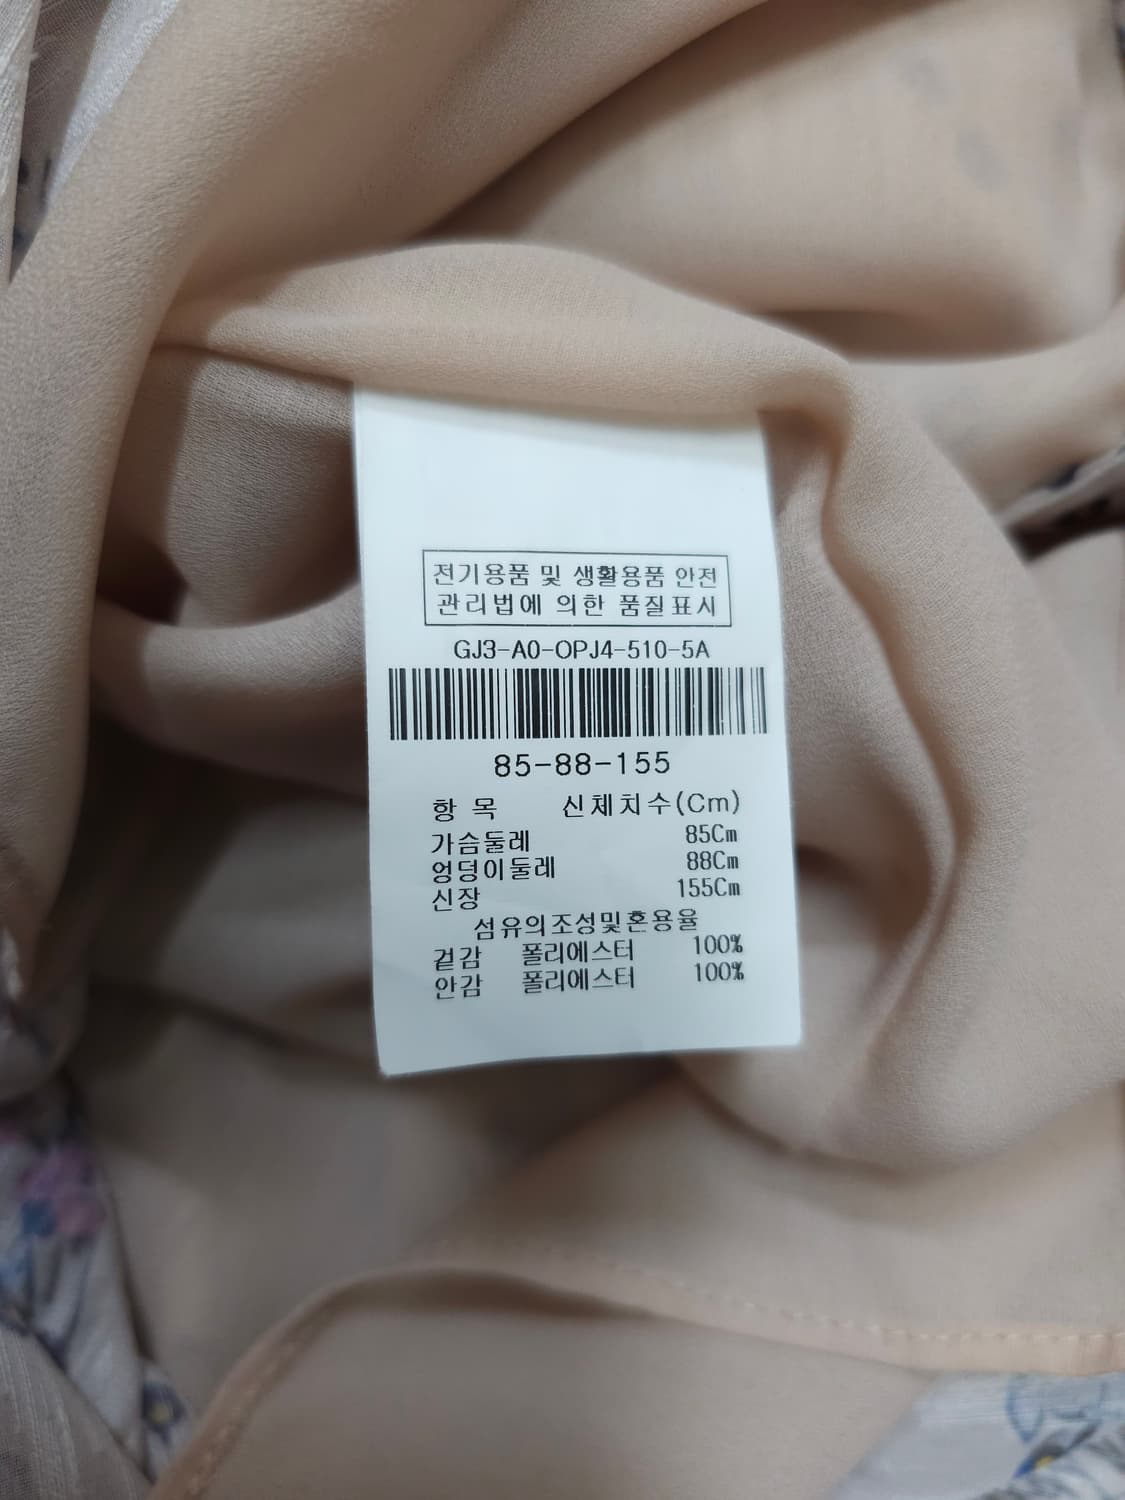 전기용품 및 생활용품 안전
관리법에 의한 품질표시
GJ3-A0-OPJ4-510-5A
85-88-155
항 목 신체치수(Cm)
가슴둘레 85Cm
엉덩이둘레 88Cm
신장 155Cm
섬유의조성및혼용율
겉감 폴리에스터 100%
안감 폴리에스터 100%